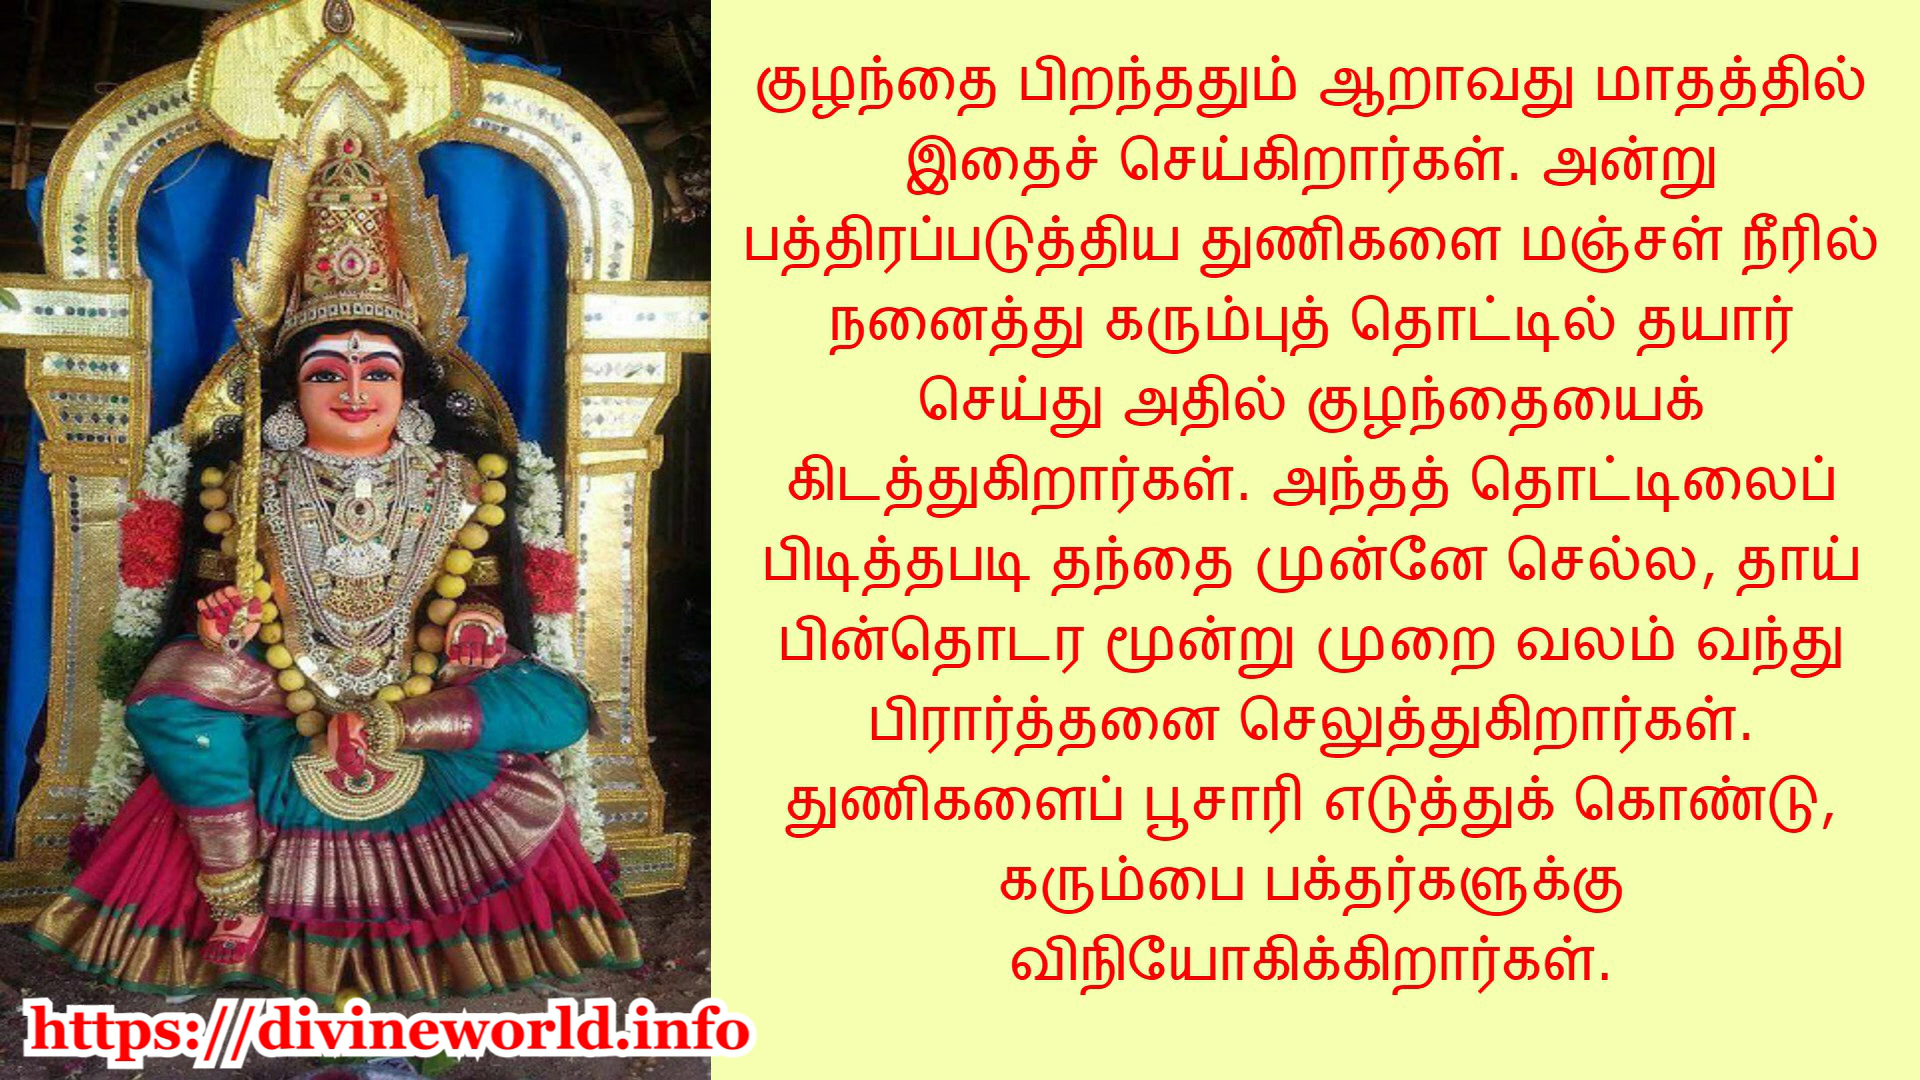 குழந்தை பிறந்ததும் ஆறாவது மாதத்தில்
இதைச் செய்கிறார்கள். அன்று
பத்திரப்படுத்திய துணிகளை மஞ்சள் நீரில்
நனைத்து கரும்புத் தொட்டில் தயார்
செய்து அதில் குழந்தையைக்
கிடத்துகிறார்கள். அந்தத் தொட்டிலைப்
பிடித்தபடி தந்தை முன்னே செல்ல, தாய்
பின்தொடர மூன்று முறை வலம் வந்து
பிரார்த்தனை செலுத்துகிறார்கள்.
துணிகளைப் பூசாரி எடுத்துக் கொண்டு,
கரும்பை பக்தர்களுக்கு
விநியோகிக்கிறார்கள்.
https://divineworld.info